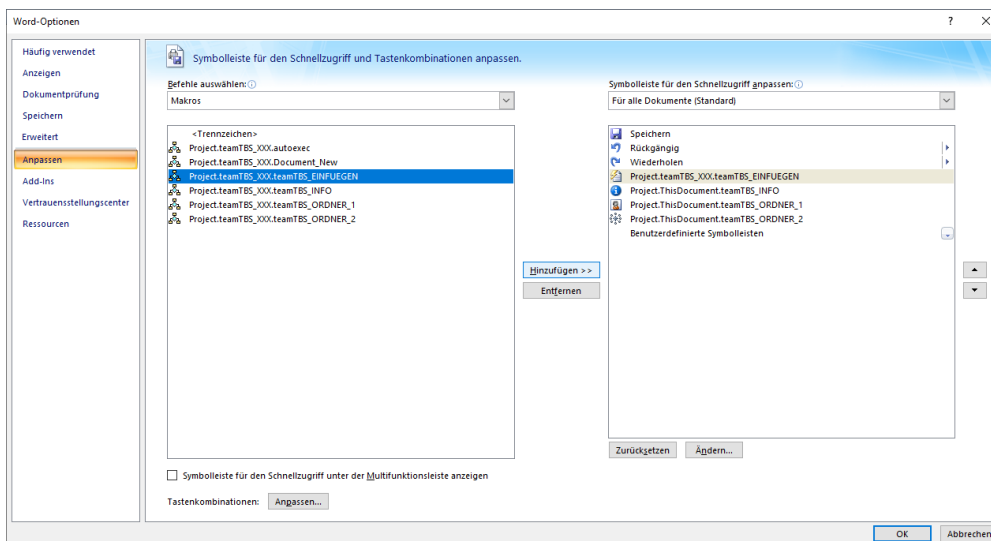 Word-Optionen
?
Häufig verwendet
Anzeigen
Dokumentprüfung
Speichern
Erweitert
Anpassen
Add-Ins
Vertrauensstellungscenter
Ressourcen
Symbolleiste für den Schnellzugriff und Tastenkombinationen anpassen.
Befehle auswählen:
Makros
<Trennzeichen>
Project.teamTBS_XXX.autoexec
Project.teamTBS_XXX.Document_New
Project.teamTBS_XXX.teamTBS_EINFUEGEN
Project.teamTBS_XXX.teamTBS_INFO
Project.teamTBS_XXX.teamTBS_ORDNER_1
Project.teamTBS_XXX.teamTBS_ORDNER_2
Hinzufügen >>
Entfernen
Symbolleiste für den Schnellzugriff anpassen:
Für alle Dokumente (Standard)
Speichern
Rückgängig
Wiederholen
Project.teamTBS_XXX.teamTBS_EINFUEGEN
Project.ThisDocument.teamTBS_INFO
Project.ThisDocument.teamTBS_ORDNER_1
Project.ThisDocument.teamTBS_ORDNER_2
Benutzerdefinierte Symbolleisten
Zurücksetzen
Ändern...
Symbolleiste für den Schnellzugriff unter der Multifunktionsleiste anzeigen
Tastenkombinationen:
Anpassen...
OK
Abbrechen